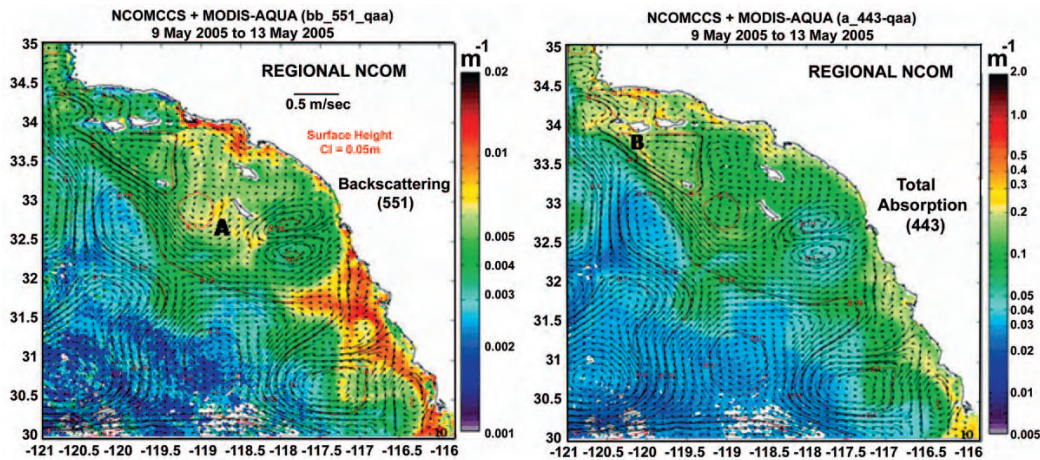 NCOMCCS + MODIS-AQUA (bb_551_qaa)
9 May 2005 to 13 May 2005
35
34.5
34
33.5
33
32.5
32
31.5
31
30.5
30
-121 -120.5 -120 -119.5 -119 -118.5 -118 -117.5 -117 -116.5 -116
REGIONAL NCOM
0.5 m/sec
Surface Height
CI = 0.05m
Backscattering
(551)
A
10
m-1
0.02
0.01
0.005
0.004
0.003
0.002
0.001
NCOMCCS + MODIS-AQUA (a_443-qaa)
9 May 2005 to 13 May 2005
35
34.5
34
33.5
33
32.5
32
31.5
31
30.5
30
-121 -120.5 -120 -119.5 -119 -118.5 -118 -117.5 -117 -116.5 -116
REGIONAL NCOM
B
Total
Absorption
(443)
10
m-1
2.0
1.0
0.5
0.4
0.3
0.2
0.1
0.05
0.04
0.03
0.02
0.01
0.005